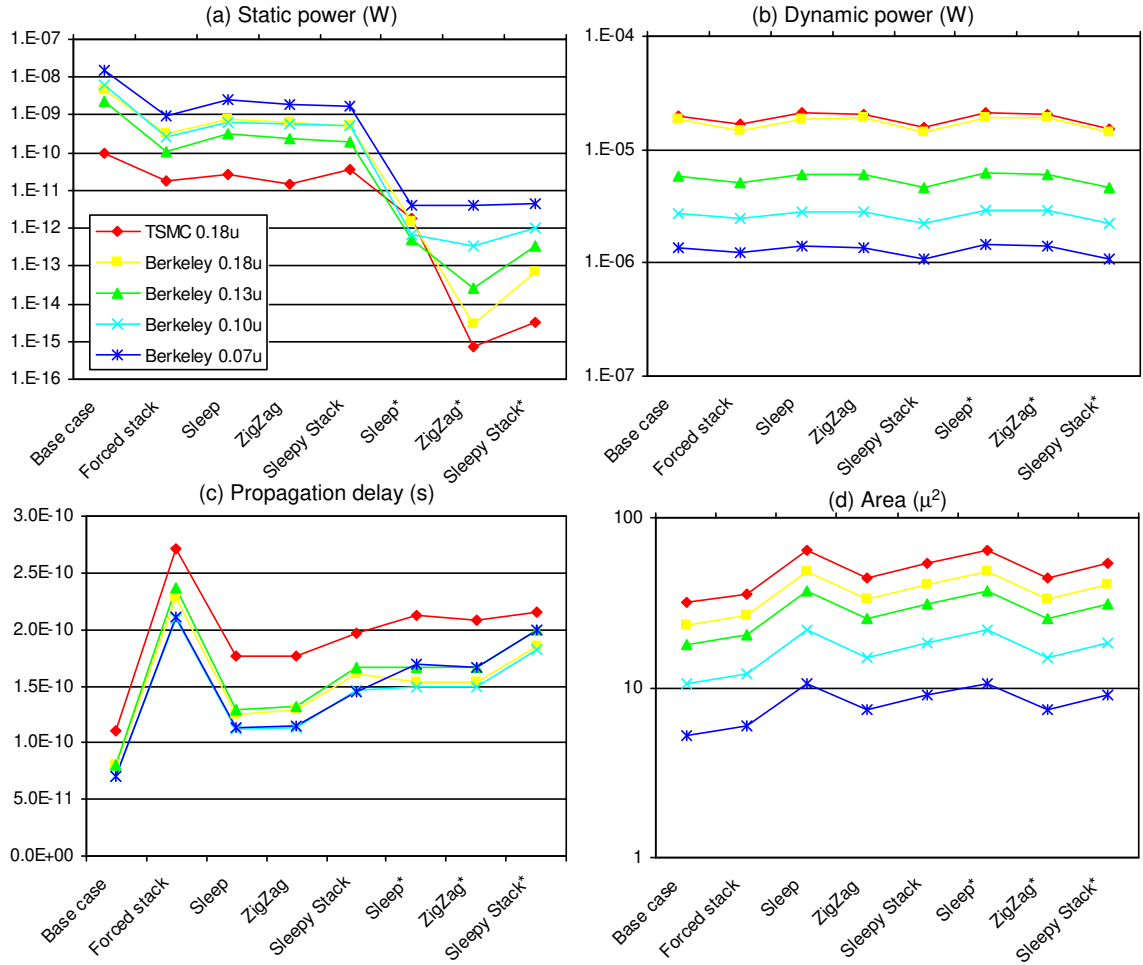 (a) Static power (W)
1.E-07
1.E-08
1.E-09
1.E-10
1.E-11
1.E-12
1.E-13
1.E-14
1.E-15
1.E-16
TSMC 0.18u
Berkeley 0.18u
Berkeley 0.13u
Berkeley 0.10u
Berkeley 0.07u
Base case
Forced stack
Sleep
ZigZag
Sleepy Stack
Sleep*
ZigZag*
Sleepy Stack*
(b) Dynamic power (W)
1.E-04
1.E-05
1.E-06
1.E-07
Base case
Forced stack
Sleep
ZigZag
Sleepy Stack
Sleep*
ZigZag*
Sleepy Stack*
(c) Propagation delay (s)
3.0E-10
2.5E-10
2.0E-10
1.5E-10
1.0E-10
5.0E-11
0.0E+00
Base case
Forced stack
Sleep
ZigZag
Sleepy Stack
Sleep*
ZigZag*
Sleepy Stack*
(d) Area (µ²)
100
10
1
Base case
Forced stack
Sleep
ZigZag
Sleepy Stack
Sleep*
ZigZag*
Sleepy Stack*